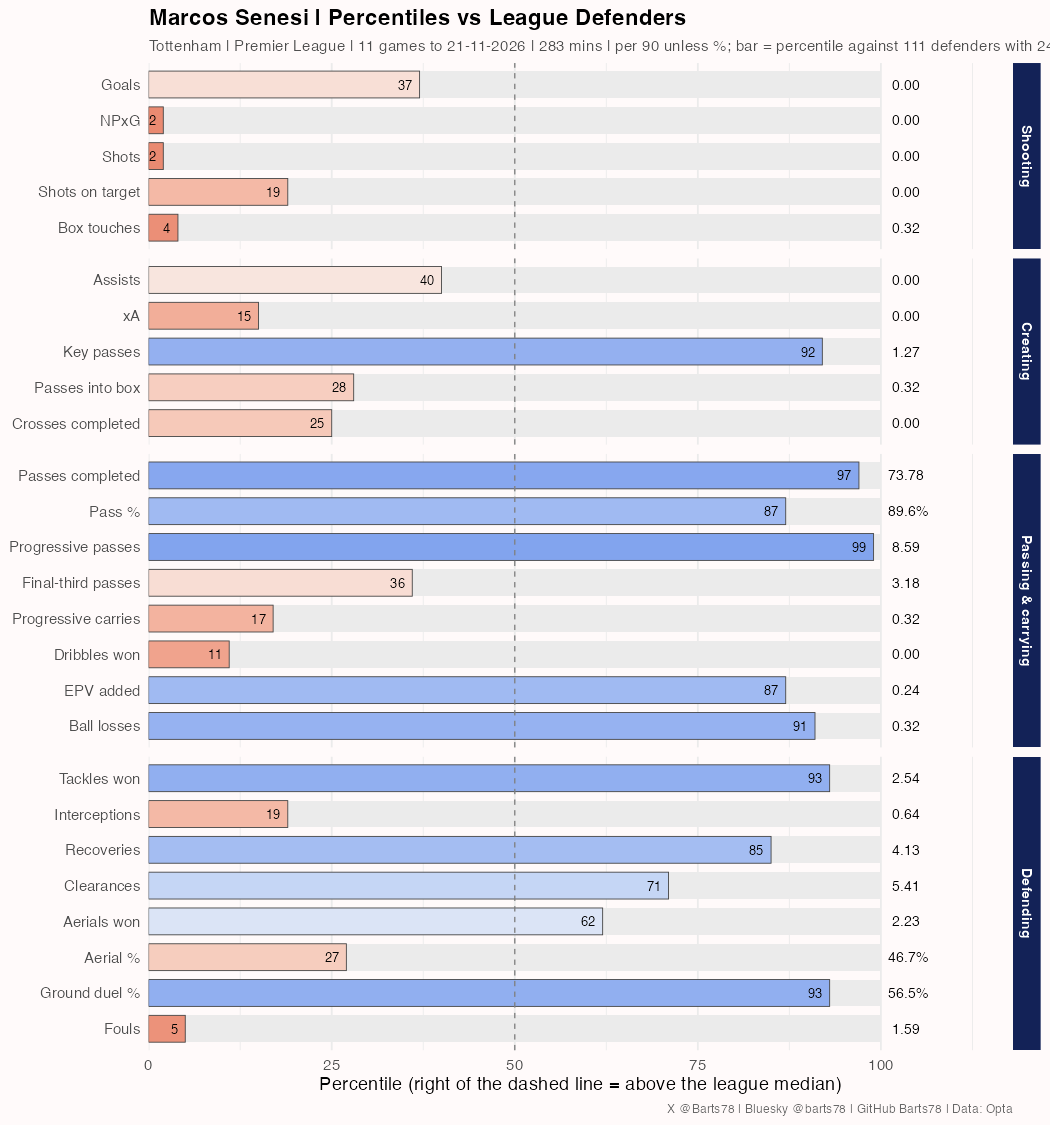 Marcos Senesi | Percentiles vs League Defenders
Tottenham | Premier League | 11 games to 21-11-2026 | 283 mins | per 90 unless %; bar = percentile against 111 defenders with 24
Goals 37 0.00
NPxG 2 0.00
Shots 2 0.00
Shots on target 19 0.00
Box touches 4 0.32
Shooting
Assists 40 0.00
xA 15 0.00
Key passes 92 1.27
Passes into box 28 0.32
Crosses completed 25 0.00
Creating
Passes completed 97 73.78
Pass % 87 89.6%
Progressive passes 99 8.59
Final-third passes 36 3.18
Progressive carries 17 0.32
Dribbles won 11 0.00
EPV added 87 0.24
Ball losses 91 0.32
Passing & carrying
Tackles won 93 2.54
Interceptions 19 0.64
Recoveries 85 4.13
Clearances 71 5.41
Aerials won 62 2.23
Aerial % 27 46.7%
Ground duel % 93 56.5%
Fouls 5 1.59
Defending
0 25 50 75 100
Percentile (right of the dashed line = above the league median)
X @Barts78 | Bluesky @barts78 | GitHub Barts78 | Data: Opta